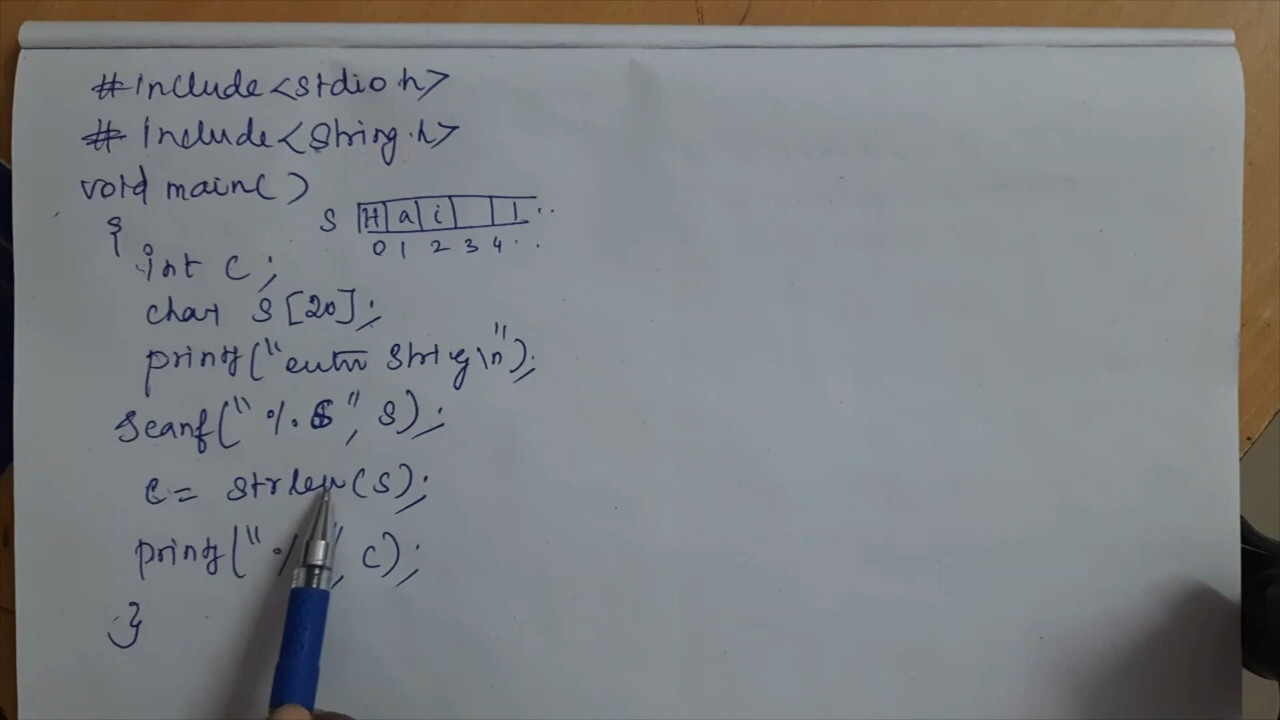 #include<stdio.h>
#include<string.h>
void main()
{
S H a i
0 1 2 3 4 ..
int c;
char s[20];
printf("enter string\n");
scanf("%s", s);
c = strlen(s);
printf("% ", c);
}